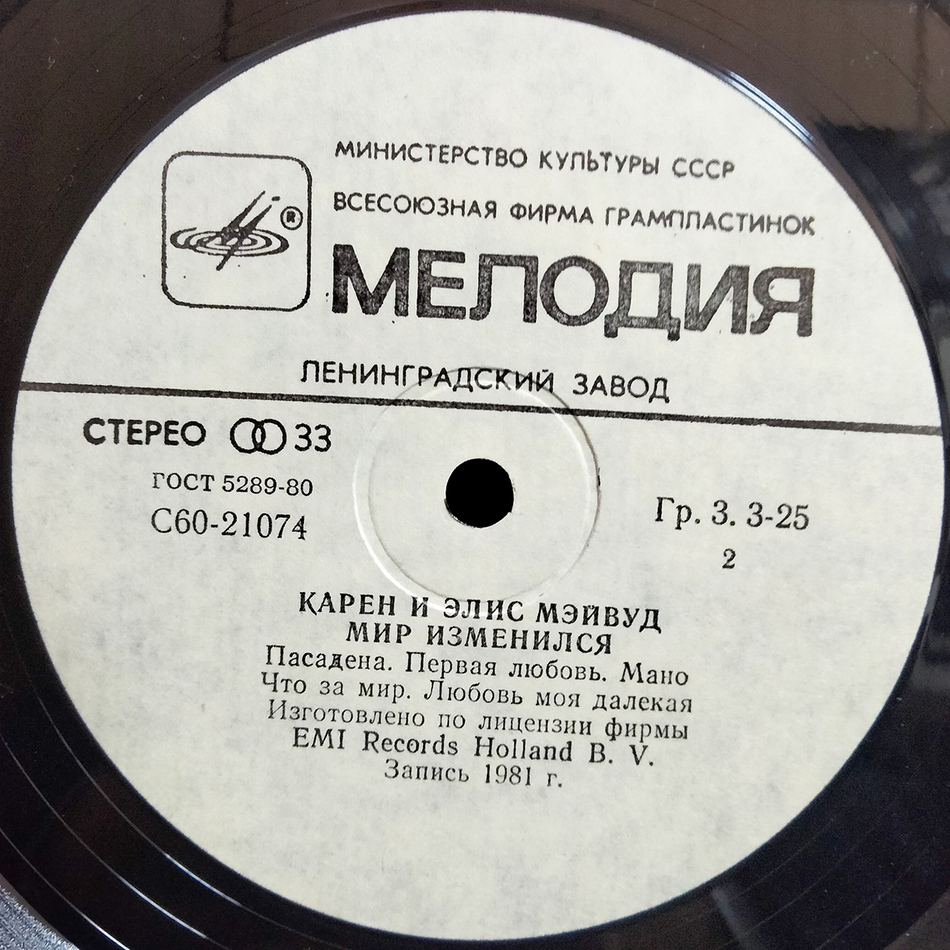 МИНИСТЕРСТВО КУЛЬТУРЫ СССР
ВСЕСОЮЗНАЯ ФИРМА ГРАМПЛАСТИНОК
®
МЕЛОДИЯ
ЛЕНИНГРАДСКИЙ ЗАВОД
СТЕРЕО 33
ГОСТ 5289-80
С60-21074
Гр. 3. 3-25
2
КАРЕН И ЭЛИС МЭЙВУД
МИР ИЗМЕНИЛСЯ
Пасадена. Первая любовь. Мано
Что за мир. Любовь моя далекая
Изготовлено по лицензии фирмы
EMI Records Holland B. V.
Запись 1981 г.